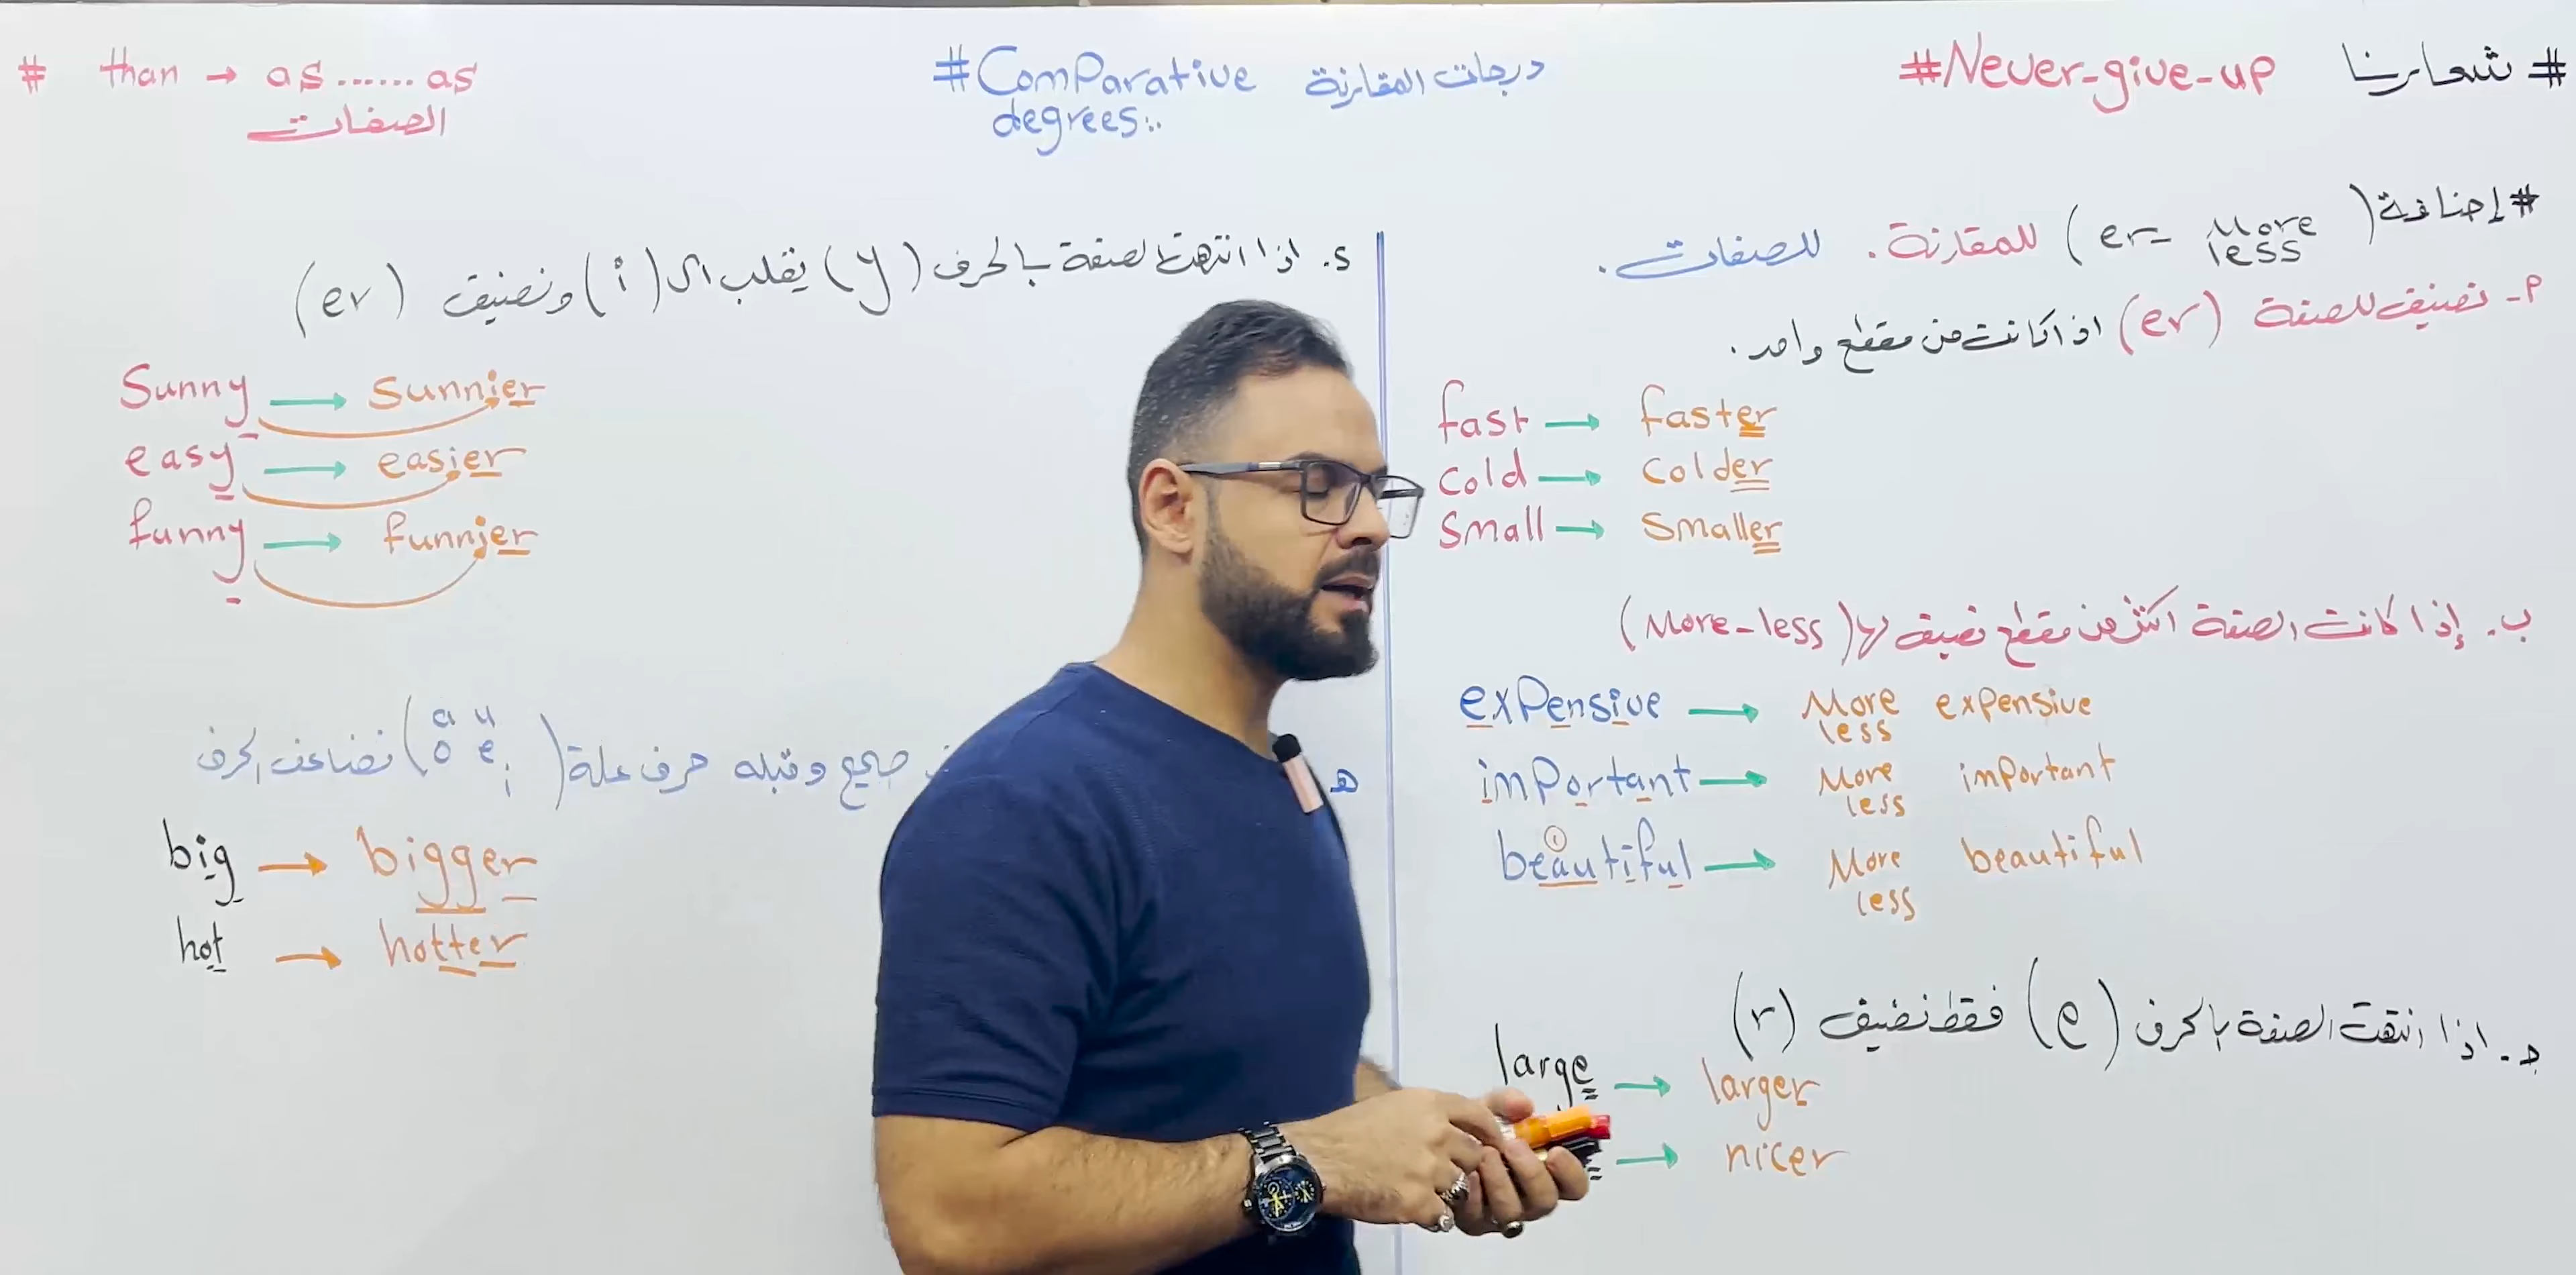 # شعارنا #Never-give-up
#Comparative درجات المقارنة
degrees:.
# than → as ...... as
الصفات
# إضافة (er- more less) للمقارنة. للصفات.
P- نضيف للصفة (er) اذا كانت من مقطع واحد.
fast → faster
cold → colder
small → smaller
ب. إذا كانت الصفة اكثر من مقطع نضيف لها (more-less)
expensive → more expensive
less
important → more important
less
beautiful → more beautiful
less
ج. اذا انتهت الصفة بالحرف (e) فقط نضيف (r)
large → larger
→ nicer
s. اذا انتهت لصفة بالحرف (y) يقلب الى (i) ونضيف (er)
Sunny → sunnier
easy → easier
funny → funnier
هـ صحيح وقبله حرف علة (a u o e i) نضاعف الحرف
big → bigger
hot → hotter